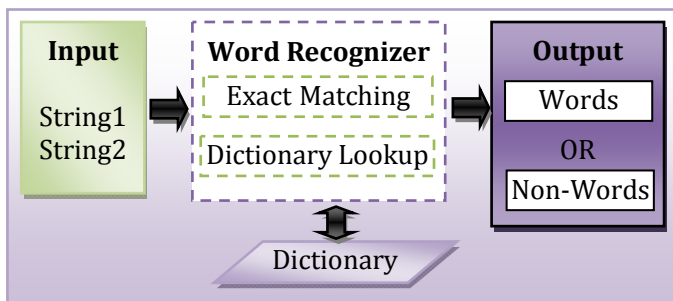 Input
String1
String2
Word Recognizer
Exact Matching
Dictionary Lookup
Dictionary
Output
Words
OR
Non-Words